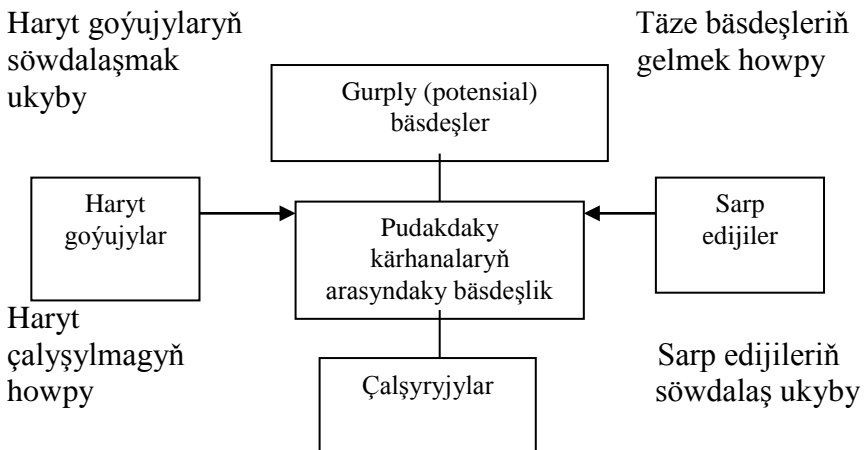 Haryt goýujylaryň
söwdalaşmak
ukyby
Täze bäsdeşleriň
gelmek howpy
Gurply (potensial)
bäsdeşler
Haryt
goýujylar
Pudakdaky
kärhanalaryň
arasyndaky bäsdeşlik
Sarp
edijiler
Haryt
çalyşylmagyň
howpy
Çalşyryjylar
Sarp edijileriň
söwdalaş ukyby